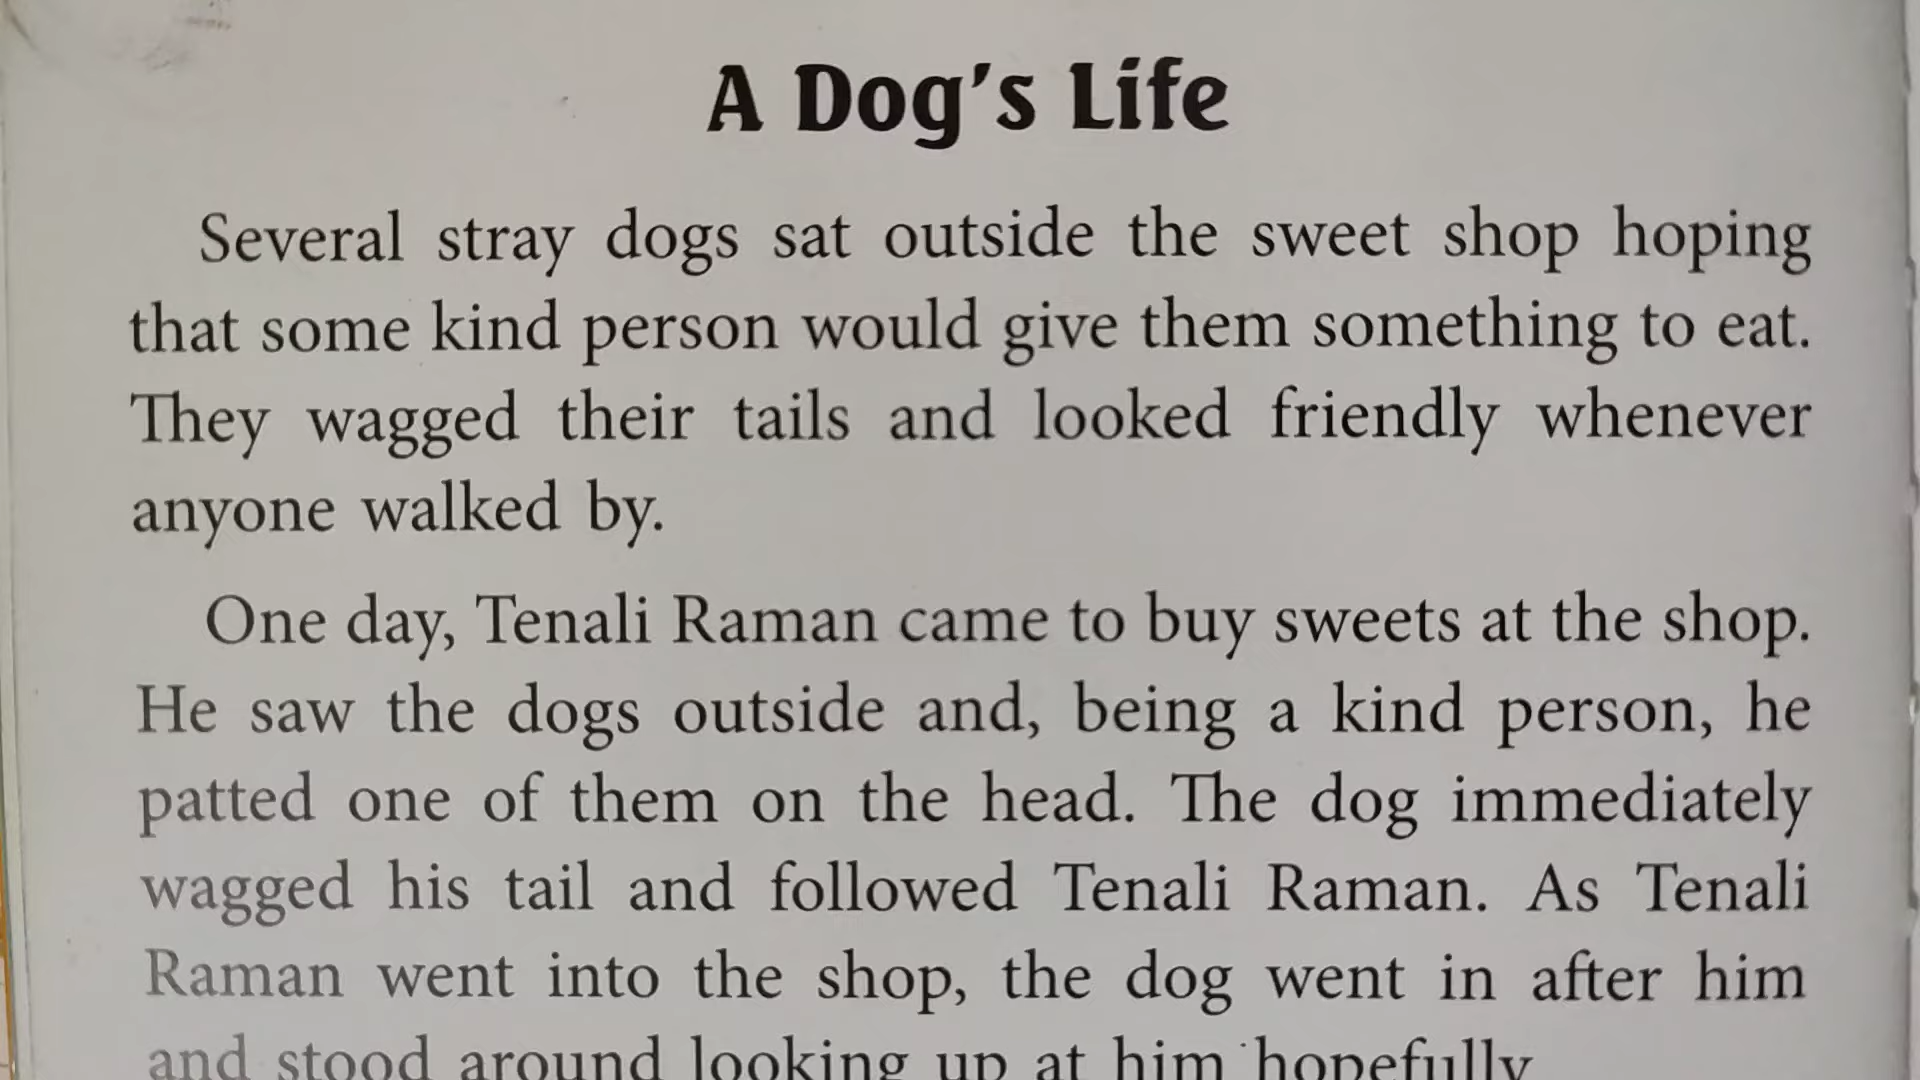 A Dog's Life
Several stray dogs sat outside the sweet shop hoping
that some kind person would give them something to eat.
They wagged their tails and looked friendly whenever
anyone walked by.
One day, Tenali Raman came to buy sweets at the shop.
He saw the dogs outside and, being a kind person, he
patted one of them on the head. The dog immediately
wagged his tail and followed Tenali Raman. As Tenali
Raman went into the shop, the dog went in after him
and stood around looking up at him hopefully